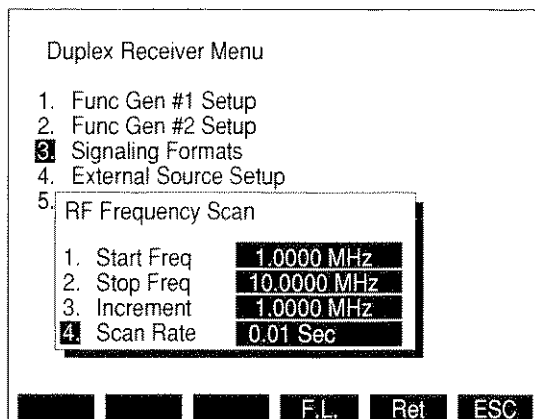 Duplex Receiver Menu
1. Func Gen #1 Setup
2. Func Gen #2 Setup
3. Signaling Formats
4. External Source Setup
5.
RF Frequency Scan
1. Start Freq 1.0000 MHz
2. Stop Freq 10.0000 MHz
3. Increment 1.0000 MHz
4. Scan Rate 0.01 Sec
F.L. Ret ESC